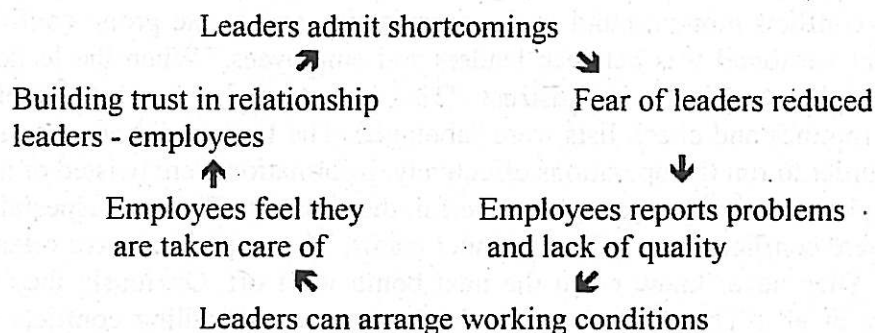 Leaders admit shortcomings
Building trust in relationship
leaders - employees
Fear of leaders reduced
Employees feel they
are taken care of
Employees reports problems
and lack of quality
Leaders can arrange working conditions